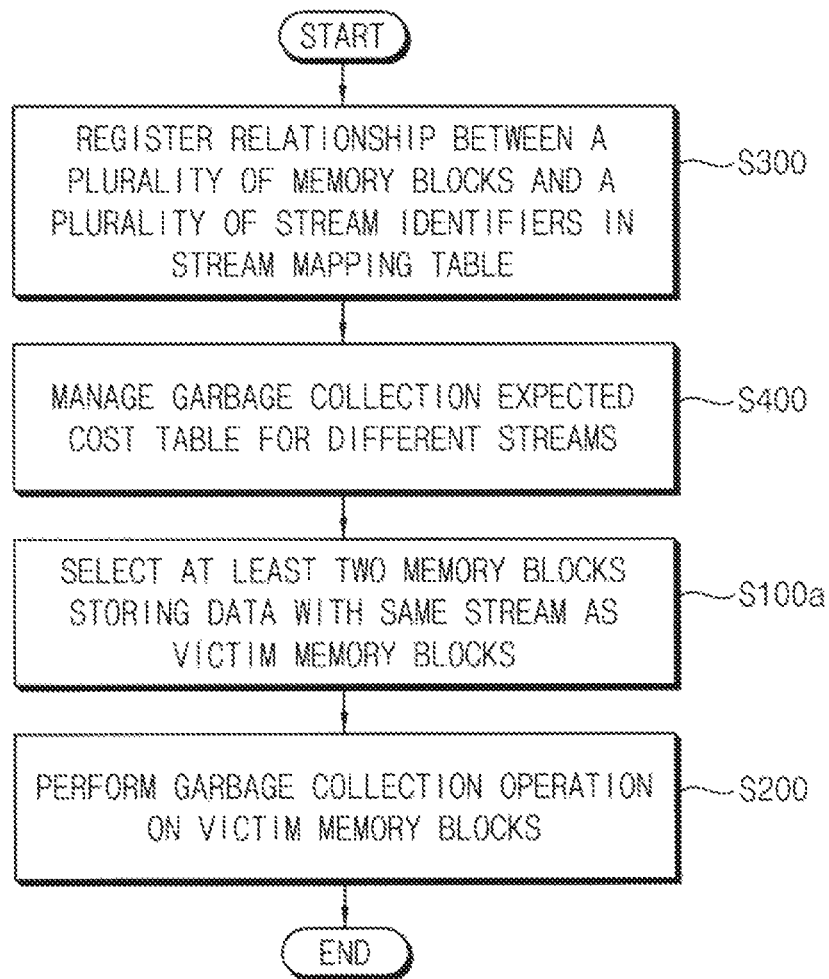 START
REGISTER RELATIONSHIP BETWEEN A
PLURALITY OF MEMORY BLOCKS AND A
PLURALITY OF STREAM IDENTIFIERS IN
STREAM MAPPING TABLE
S300
MANAGE GARBAGE COLLECTION EXPECTED
COST TABLE FOR DIFFERENT STREAMS
S400
SELECT AT LEAST TWO MEMORY BLOCKS
STORING DATA WITH SAME STREAM AS
VICTIM MEMORY BLOCKS
S100a
PERFORM GARBAGE COLLECTION OPERATION
ON VICTIM MEMORY BLOCKS
S200
END